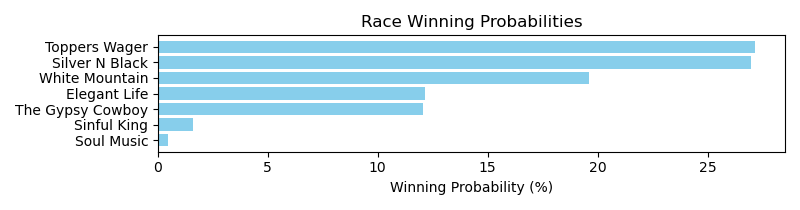 Race Winning Probabilities
Toppers Wager
Silver N Black
White Mountain
Elegant Life
The Gypsy Cowboy
Sinful King
Soul Music
0 5 10 15 20 25
Winning Probability (%)